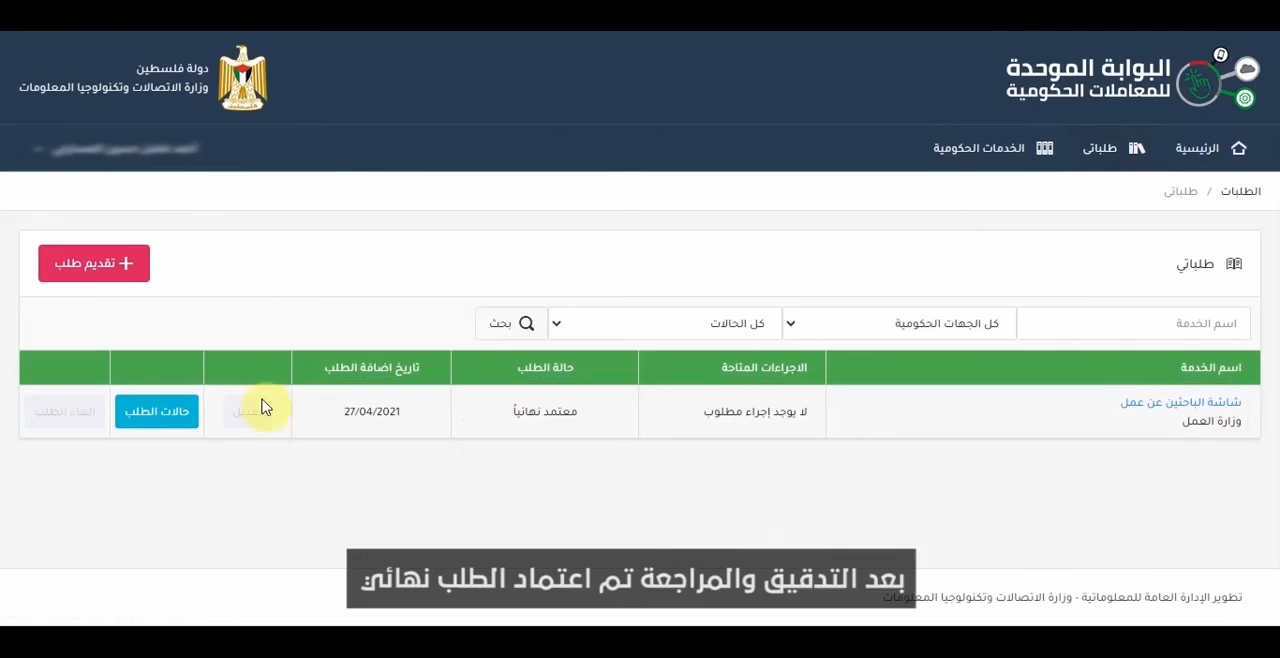 البوابة الموحدة
للمعاملات الحكومية
دولة فلسطين
وزارة الاتصالات وتكنولوجيا المعلومات
الرئيسية
طلباتى
الخدمات الحكومية
الطلبات / طلباتى
طلباتي
+ تقديم طلب
اسم الخدمة
كل الجهات الحكومية
كل الحالات
بحث
اسم الخدمة
الاجراءات المتاحة
حالة الطلب
تاريخ اضافة الطلب
شاشة الباحثين عن عمل
وزارة العمل
لا يوجد إجراء مطلوب
معتمد نهائياً
27/04/2021
حالات الطلب
الغاء الطلب
بعد التدقيق والمراجعة تم اعتماد الطلب نهائي
تطوير الإدارة العامة للمعلوماتية - وزارة الاتصالات وتكنولوجيا المعلومات